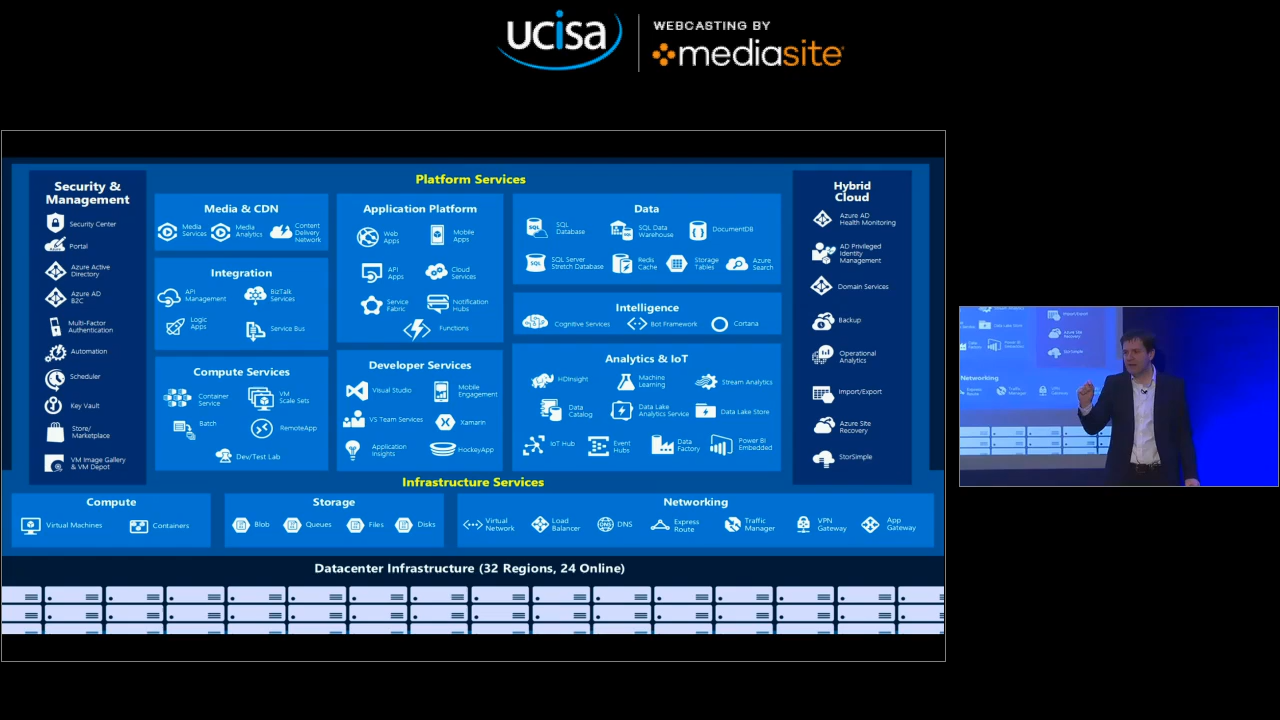 ucisa
WEBCASTING BY
mediasite
Platform Services
Security &
Management
Security Center
Portal
Azure Active
Directory
Azure AD
B2C
Multi-Factor
Authentication
Automation
Scheduler
Key Vault
Store/
Marketplace
VM Image Gallery
& VM Depot
Media & CDN
Media
Services
Media
Analytics
Content
Delivery
Network
Integration
API
Management
BizTalk
Services
Logic
Apps
Service Bus
Compute Services
Container
Service
VM
Scale Sets
Batch
RemoteApp
Dev/Test Lab
Application Platform
Web
Apps
Mobile
Apps
API
Apps
Cloud
Services
Service
Fabric
Notification
Hubs
Functions
Developer Services
Visual Studio
Mobile
Engagement
VS Team Services
Xamarin
Application
Insights
HockeyApp
Data
SQL
Database
SQL Data
Warehouse
DocumentDB
SQL Server
Stretch Database
Redis
Cache
Storage
Tables
Azure
Search
Intelligence
Cognitive Services
Bot Framework
Cortana
Analytics & IoT
HDInsight
Machine
Learning
Stream Analytics
Data
Catalog
Data Lake
Analytics Service
Data Lake Store
IoT Hub
Event
Hubs
Data
Factory
Power BI
Embedded
Hybrid
Cloud
Azure AD
Health Monitoring
AD Privileged
Identity
Management
Domain Services
Backup
Operational
Analytics
Import/Export
Azure Site
Recovery
StorSimple
Infrastructure Services
Compute
Virtual Machines
Containers
Storage
Blob
Queues
Files
Disks
Networking
Virtual
Network
Load
Balancer
DNS
Express
Route
Traffic
Manager
VPN
Gateway
App
Gateway
Datacenter Infrastructure (32 Regions, 24 Online)